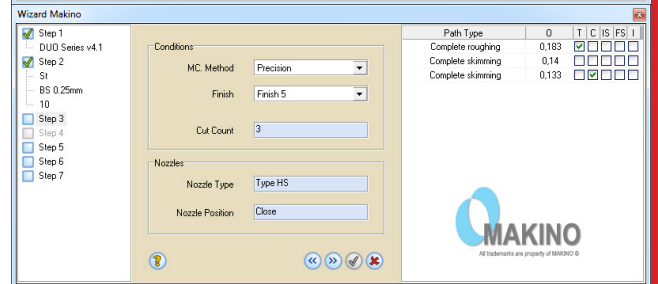 Wizard Makino
Step 1
DUO Series v4.1
Step 2
St
BS 0.25mm
10
Step 3
Step 4
Step 5
Step 6
Step 7
Conditions
MC. Method Precision
Finish Finish 5
Cut Count 3
Nozzles
Nozzle Type Type HS
Nozzle Position Close
Path Type O T C IS FS I
Complete roughing 0,183
Complete skimming 0,14
Complete skimming 0,133
MAKINO
All trademarks are property of MAKINO ©